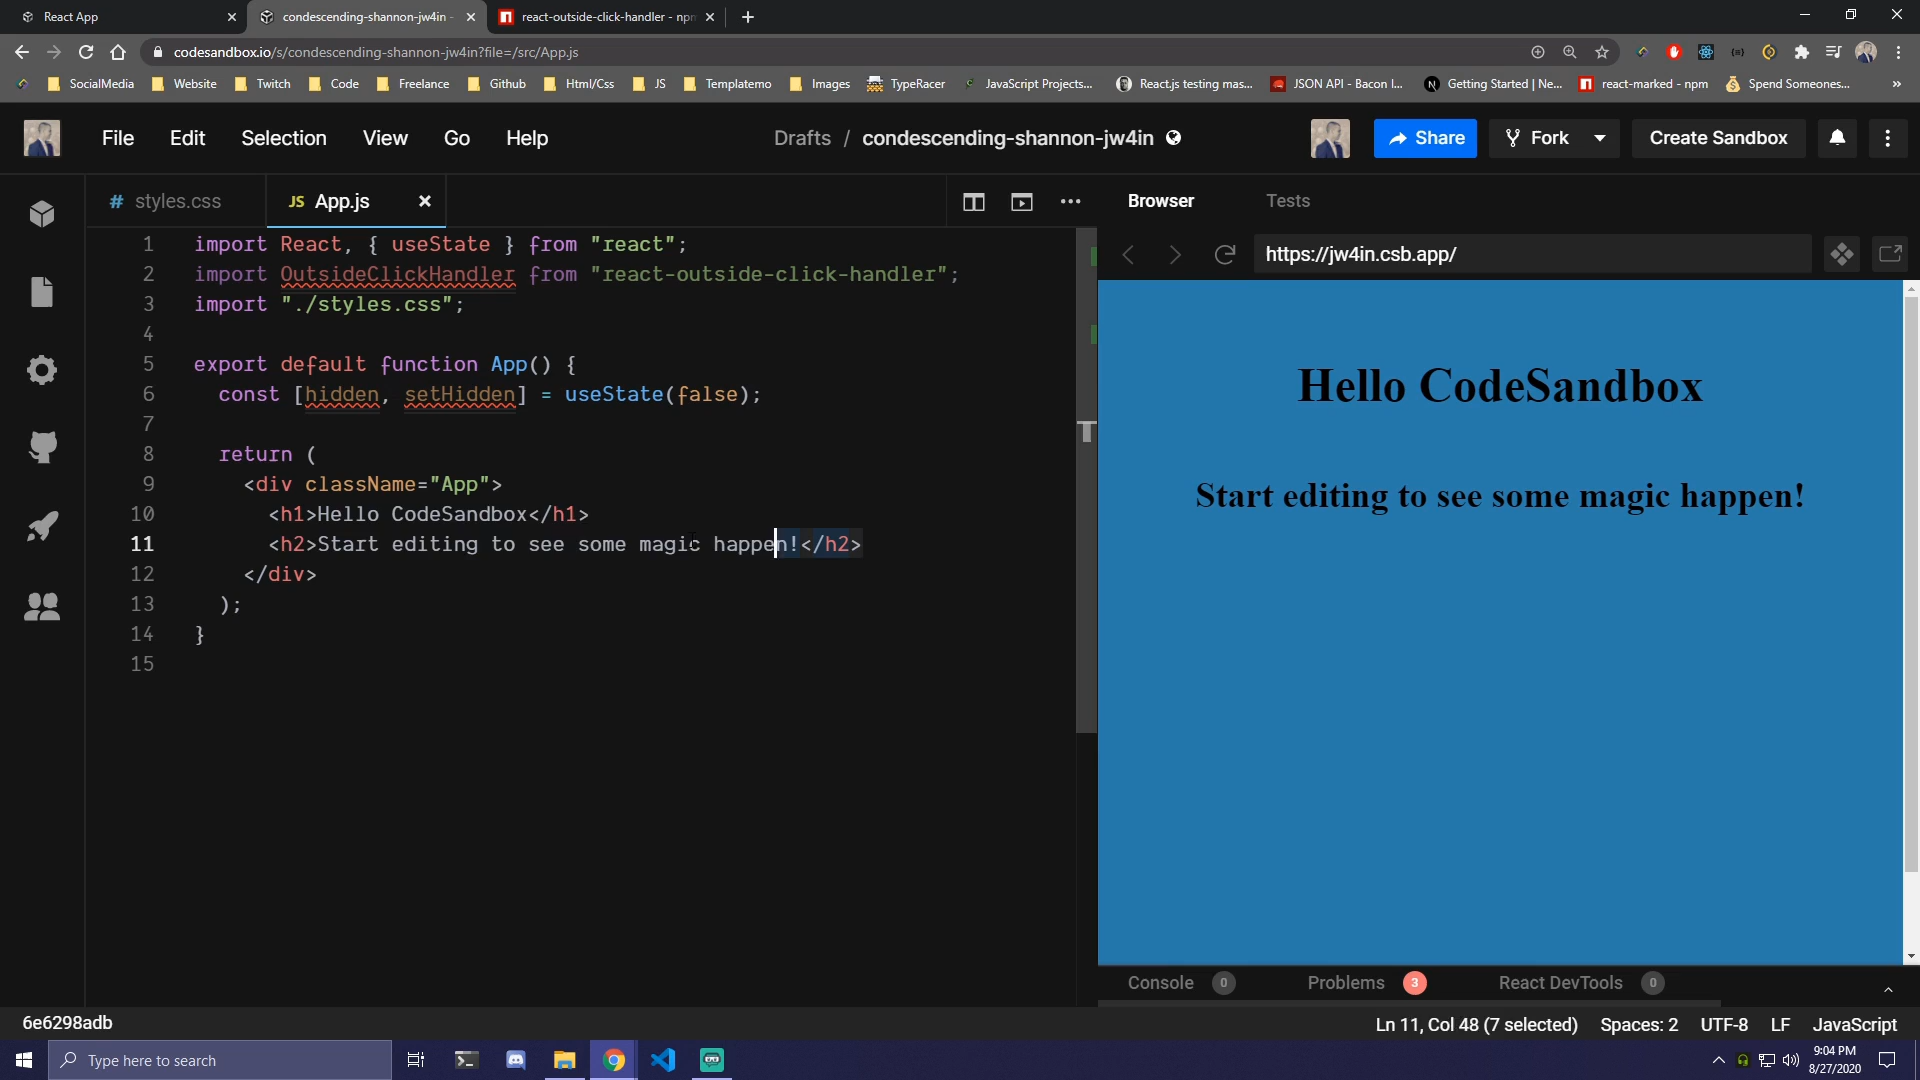 React App
condescending-shannon-jw4in -
react-outside-click-handler - npm
codesandbox.io/s/condescending-shannon-jw4in?file=/src/App.js
SocialMedia
Website
Twitch
Code
Freelance
Github
Html/Css
JS
Templatemo
Images
TypeRacer
JavaScript Projects...
React.js testing mas...
JSON API - Bacon I...
Getting Started | Ne...
react-marked - npm
Spend Someones...
»
File
Edit
Selection
View
Go
Help
Drafts / condescending-shannon-jw4in
Share
Fork
Create Sandbox
# styles.css
JS App.js
Browser
Tests
https://jw4in.csb.app/
1 import React, { useState } from "react";
2 import OutsideClickHandler from "react-outside-click-handler";
3 import "./styles.css";
4
5 export default function App() {
6 const [hidden, setHidden] = useState(false);
7
8 return (
9 <div className="App">
10 <h1>Hello CodeSandbox</h1>
11 <h2>Start editing to see some magic happen!</h2>
12 </div>
13 );
14 }
15
Hello CodeSandbox
Start editing to see some magic happen!
Console 0
Problems 3
React DevTools 0
6e6298adb
Ln 11, Col 48 (7 selected)
Spaces: 2
UTF-8
LF
JavaScript
Type here to search
9:04 PM
8/27/2020